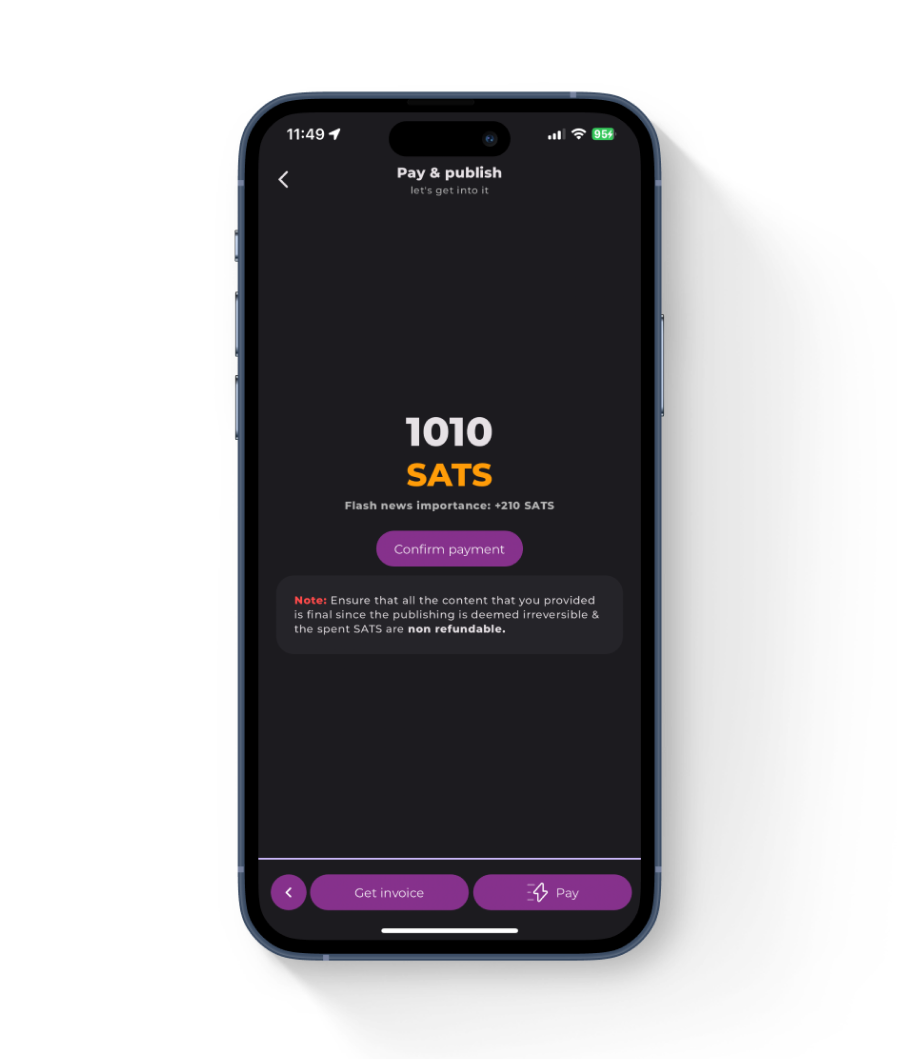 11:49
95
Pay & publish
let's get into it
1010
SATS
Flash news importance: +210 SATS
Confirm payment
Note: Ensure that all the content that you provided
is final since the publishing is deemed irreversible &
the spent SATS are non refundable.
Get invoice
Pay